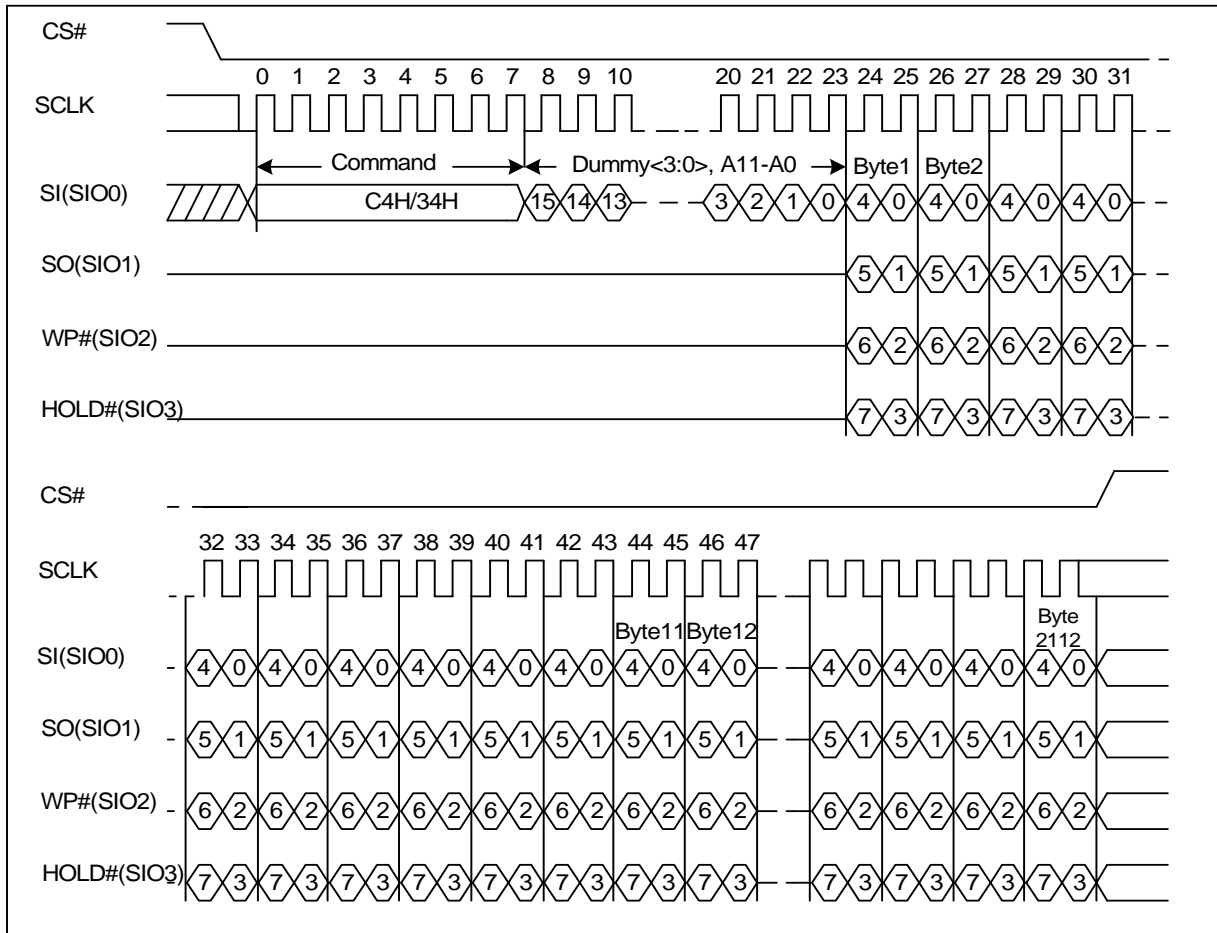 CS#
0 1 2 3 4 5 6 7 8 9 10 20 21 22 23 24 25 26 27 28 29 30 31
SCLK
Command Dummy<3:0>, A11-A0 Byte1 Byte2
SI(SIO0) C4H/34H 15 14 13 3 2 1 0 4 0 4 0 4 0 4 0
SO(SIO1) 5 1 5 1 5 1 5 1
WP#(SIO2) 6 2 6 2 6 2 6 2
HOLD#(SIO3) 7 3 7 3 7 3 7 3
CS#
32 33 34 35 36 37 38 39 40 41 42 43 44 45 46 47
SCLK
Byte11 Byte12 Byte
2112
SI(SIO0) 4 0 4 0 4 0 4 0 4 0 4 0 4 0 4 0 4 0 4 0 4 0 4 0
SO(SIO1) 5 1 5 1 5 1 5 1 5 1 5 1 5 1 5 1 5 1 5 1 5 1 5 1
WP#(SIO2) 6 2 6 2 6 2 6 2 6 2 6 2 6 2 6 2 6 2 6 2 6 2 6 2
HOLD#(SIO3) 7 3 7 3 7 3 7 3 7 3 7 3 7 3 7 3 7 3 7 3 7 3 7 3